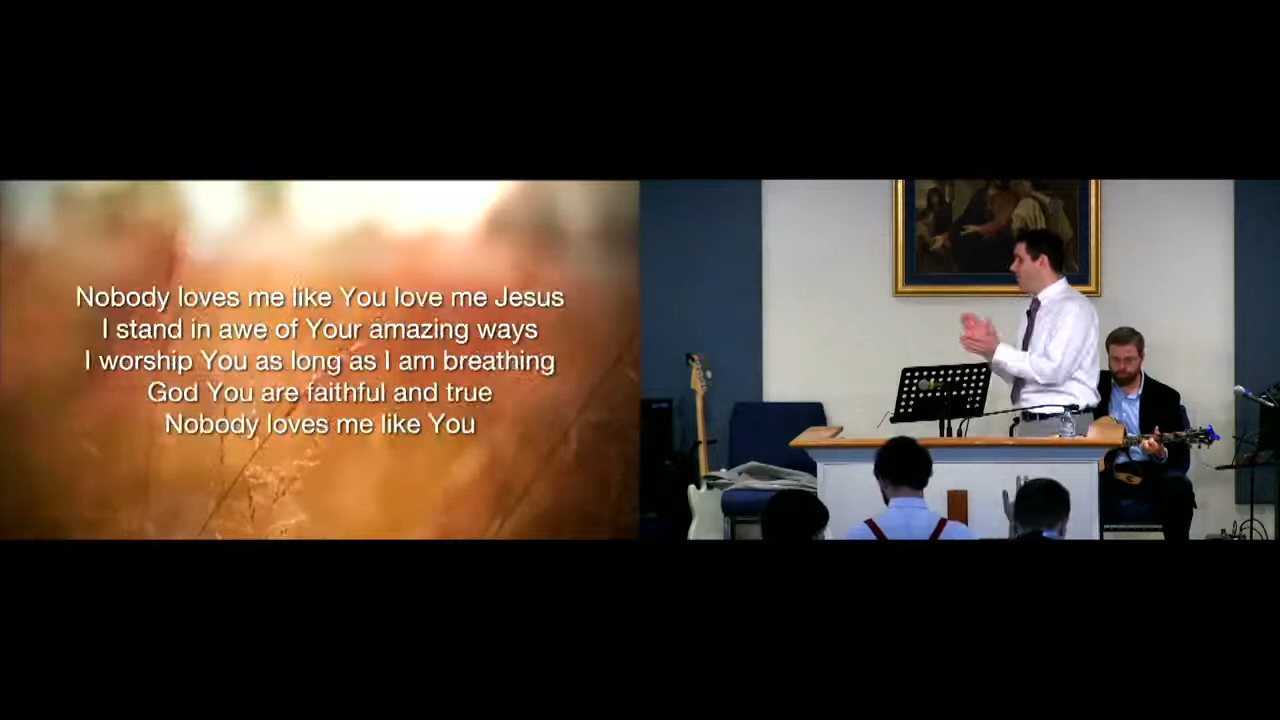 Nobody loves me like You love me Jesus
I stand in awe of Your amazing ways
I worship You as long as I am breathing
God You are faithful and true
Nobody loves me like You